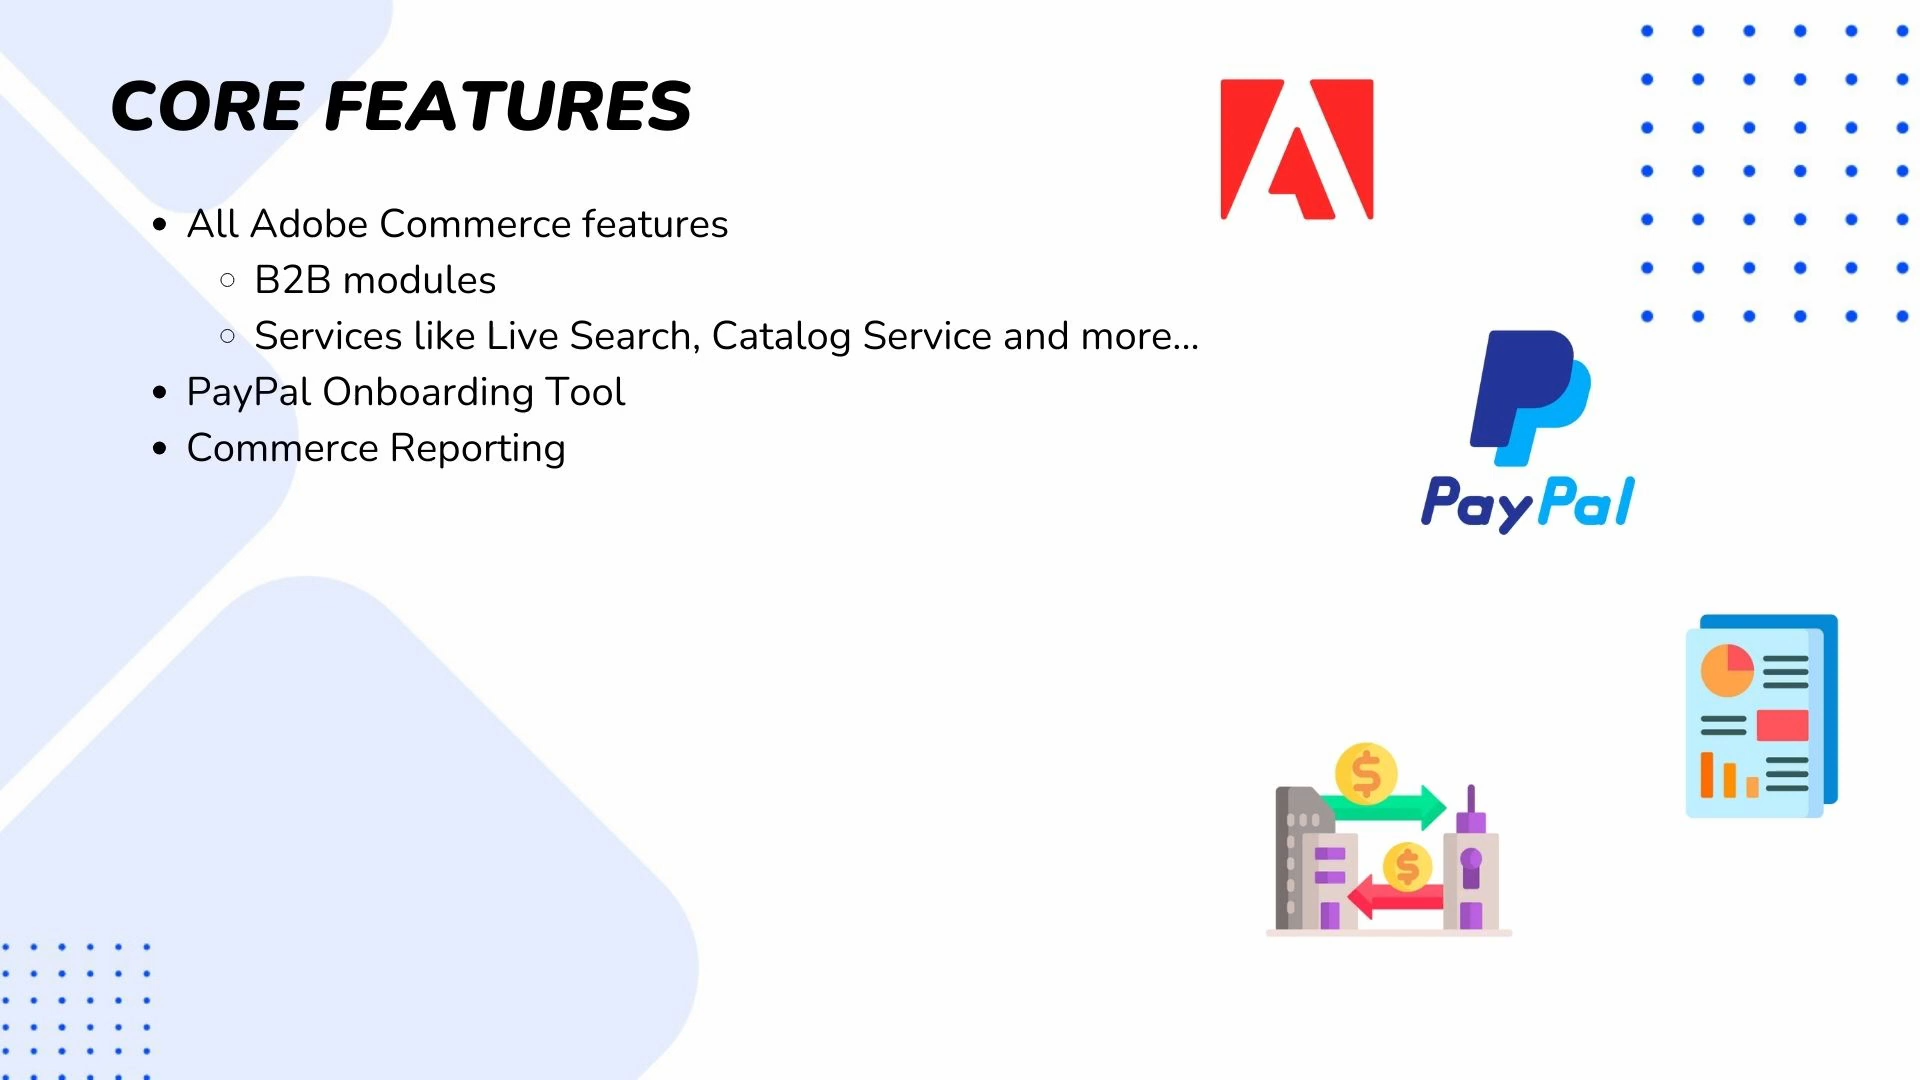 CORE FEATURES
All Adobe Commerce features
B2B modules
Services like Live Search, Catalog Service and more...
PayPal Onboarding Tool
Commerce Reporting
PayPal